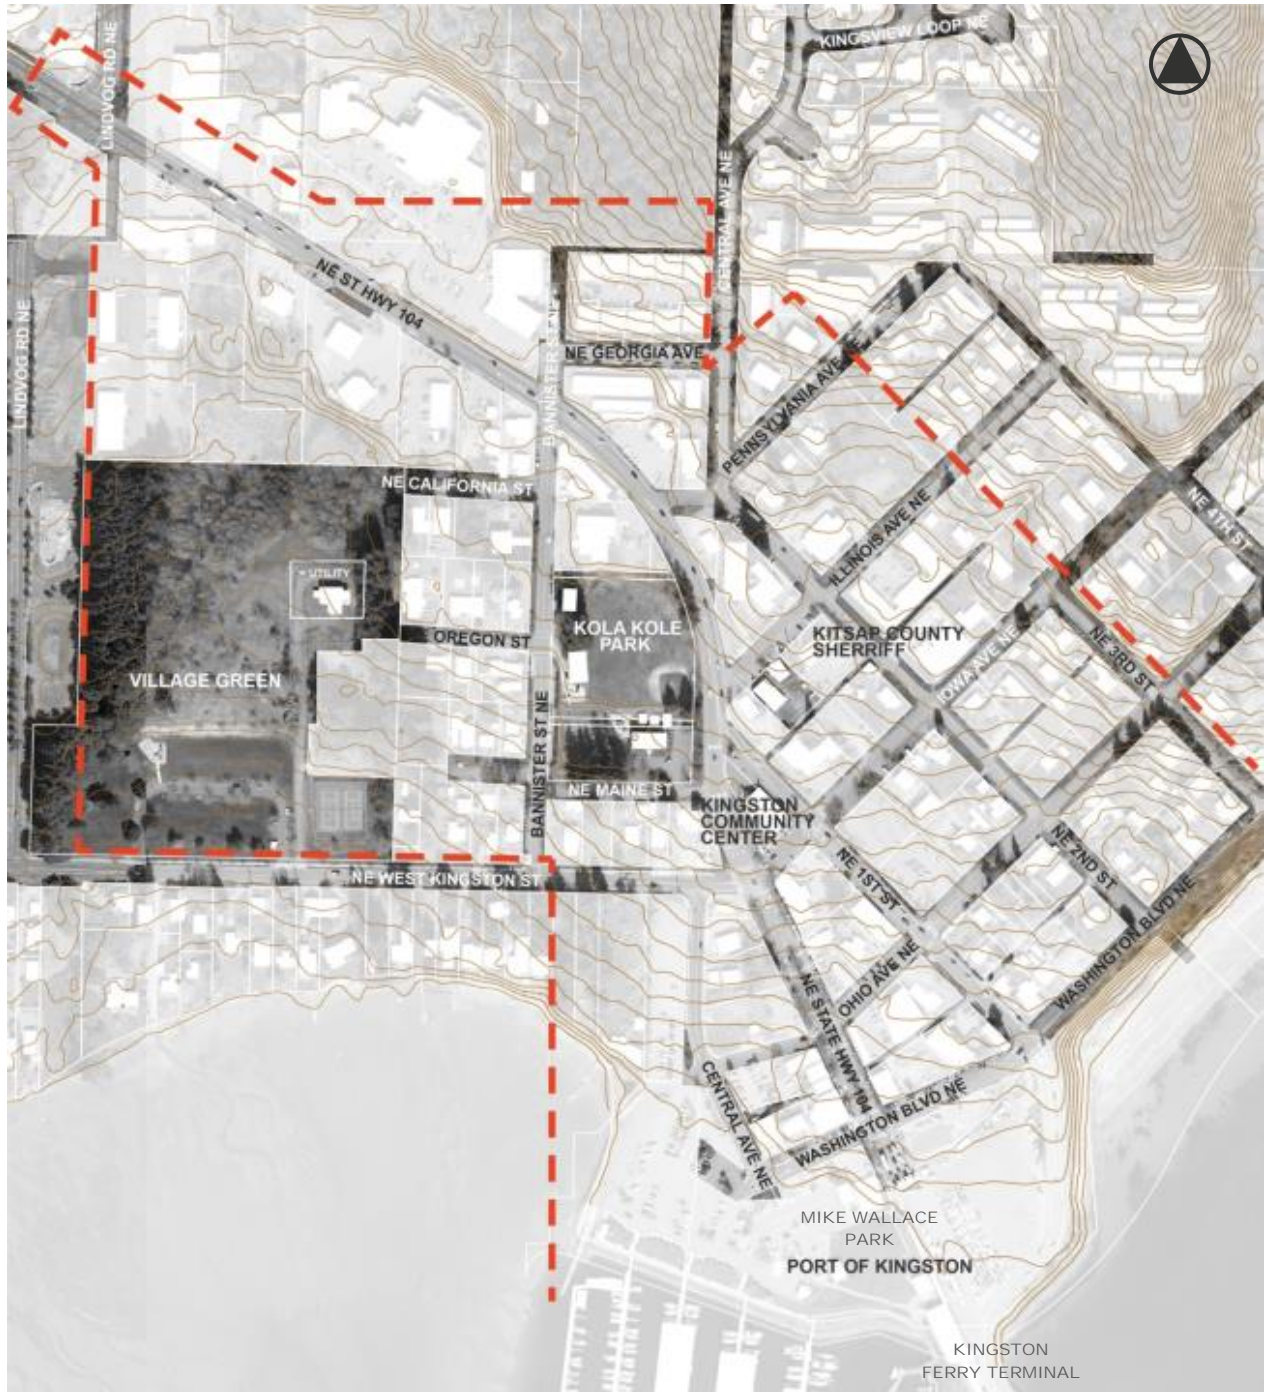 KINGSVIEW LOOP NE
LINDVOG RD NE
CENTRAL AVE NE
NE ST HWY 104
LINDVOG RD NE
BANNISTER ST NE
NE GEORGIA AVE
PENNSYLVANIA AVE NE
NE CALIFORNIA ST
ILLINOIS AVE NE
NE 4TH ST
UTILITY
KOLA KOLE
PARK
OREGON ST
KITSAP COUNTY
SHERRIFF
IOWA AVE NE
NE 3RD ST
VILLAGE GREEN
BANNISTER ST NE
NE MAINE ST
KINGSTON
COMMUNITY
CENTER
NE WEST KINGSTON ST
NE 1ST ST
NE 2ND ST
WASHINGTON BLVD NE
OHIO AVE NE
NE STATE HWY 104
CENTRAL AVE NE
WASHINGTON BLVD NE
MIKE WALLACE
PARK
PORT OF KINGSTON
KINGSTON
FERRY TERMINAL